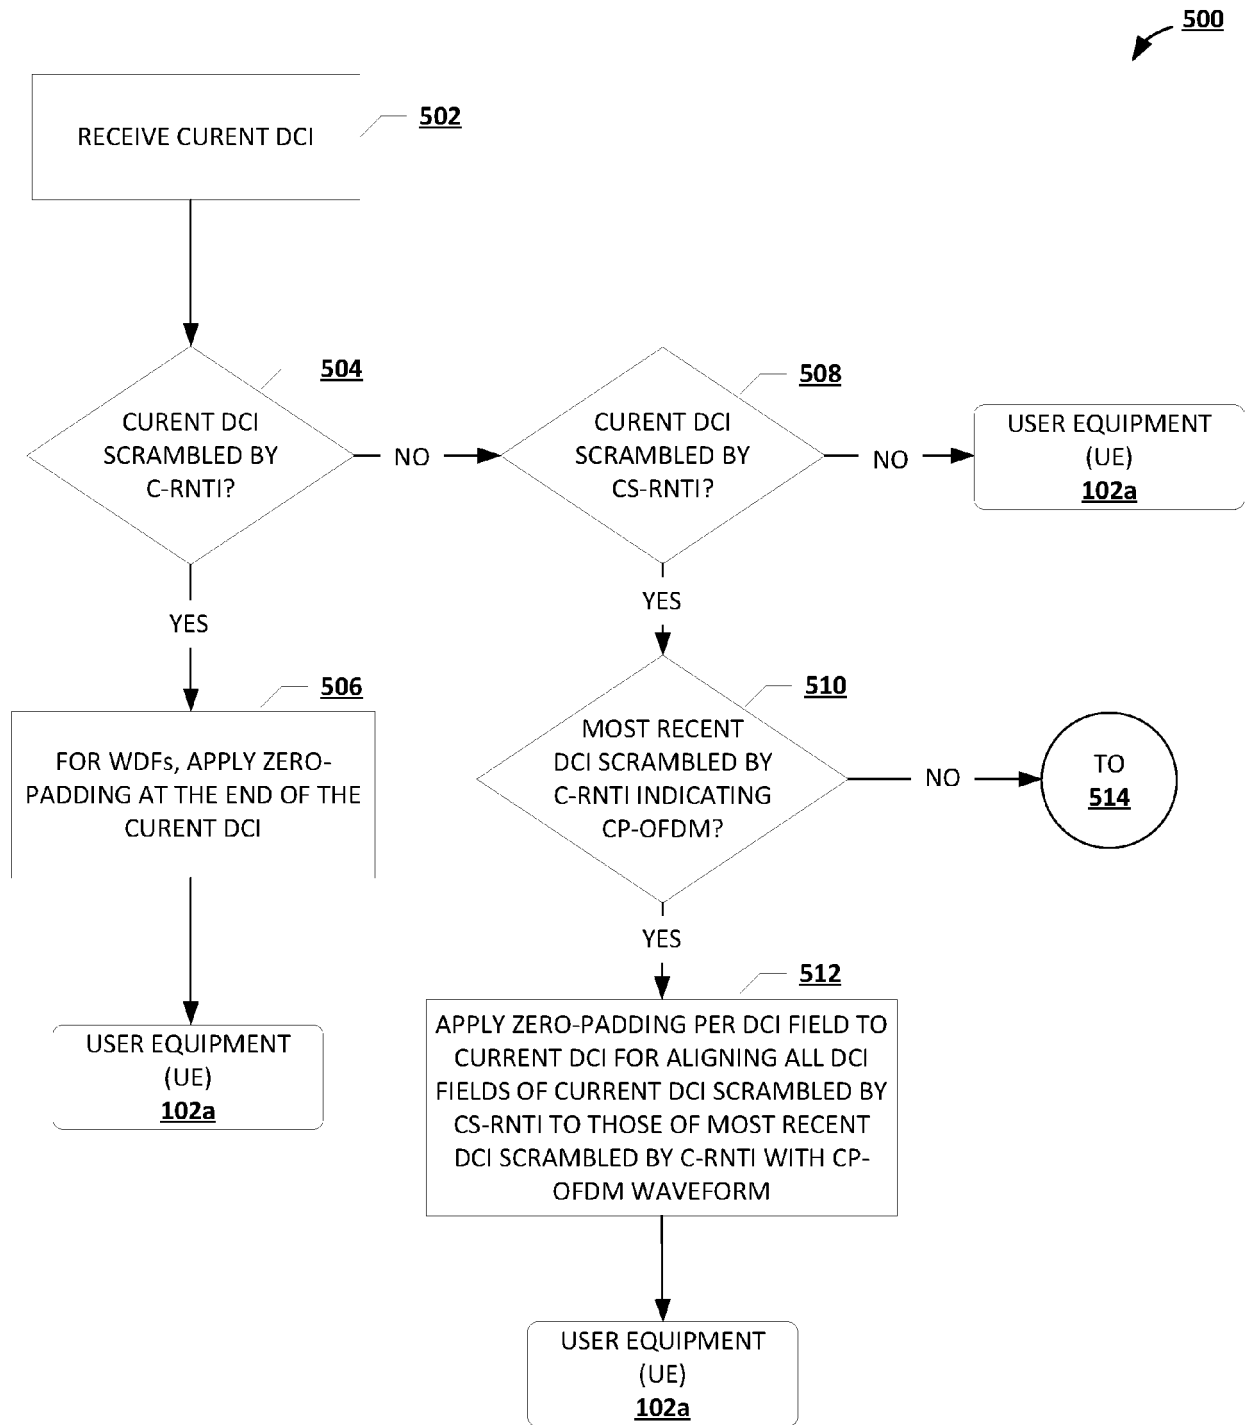 500
RECEIVE CURENT DCI
502
504
CURENT DCI
SCRAMBLED BY
C-RNTI?
NO
508
CURENT DCI
SCRAMBLED BY
CS-RNTI?
NO
USER EQUIPMENT
(UE)
102a
YES
YES
506
FOR WDFs, APPLY ZERO-
PADDING AT THE END OF THE
CURENT DCI
510
MOST RECENT
DCI SCRAMBLED BY
C-RNTI INDICATING
CP-OFDM?
NO
TO
514
YES
USER EQUIPMENT
(UE)
102a
512
APPLY ZERO-PADDING PER DCI FIELD TO
CURRENT DCI FOR ALIGNING ALL DCI
FIELDS OF CURRENT DCI SCRAMBLED BY
CS-RNTI TO THOSE OF MOST RECENT
DCI SCRAMBLED BY C-RNTI WITH CP-
OFDM WAVEFORM
USER EQUIPMENT
(UE)
102a